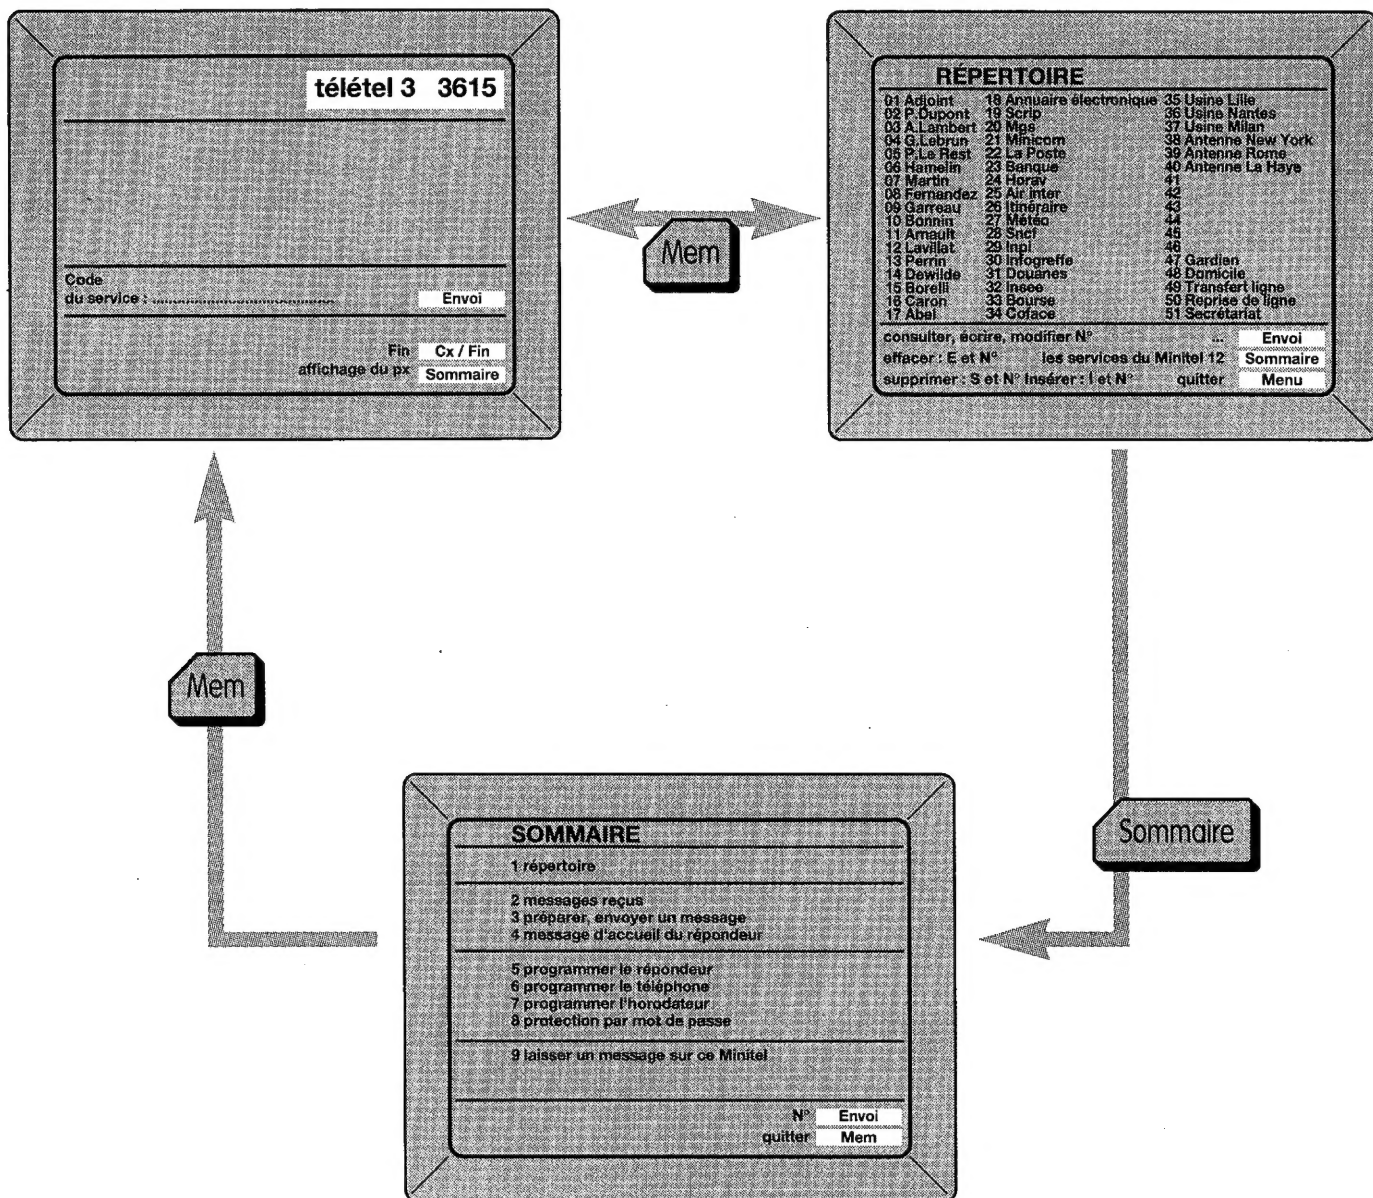 télétel 3 3615
Code
du service : ................................... Envoi
Fin Cx / Fin
affichage du px Sommaire
Mem
RÉPERTOIRE
01 Adjoint 18 Annuaire électronique 35 Usine Lille
02 P.Dupont 19 Scrip 36 Usine Nantes
03 A.Lambert 20 Mgs 37 Usine Milan
04 G.Lebrun 21 Minicom 38 Antenne New York
05 P.Le Rest 22 La Poste 39 Antenne Rome
06 Hamelin 23 Banque 40 Antenne La Haye
07 Martin 24 Horav 41
08 Fernandez 25 Air Inter 42
09 Garreau 26 Itinéraire 43
10 Bonnin 27 Météo 44
11 Arnault 28 Sncf 45
12 Lavillat 29 Inpi 46
13 Perrin 30 Infogreffe 47 Gardien
14 Dewilde 31 Douanes 48 Domicile
15 Borelli 32 Insee 49 Transfert ligne
16 Caron 33 Bourse 50 Reprise de ligne
17 Abel 34 Coface 51 Secrétariat
consulter, écrire, modifier N° ... Envoi
effacer : E et N° les services du Minitel 12 Sommaire
supprimer : S et N° Insérer : I et N° quitter Menu
Mem
Sommaire
SOMMAIRE
1 répertoire
2 messages reçus
3 préparer, envoyer un message
4 message d'accueil du répondeur
5 programmer le répondeur
6 programmer le téléphone
7 programmer l'horodateur
8 protection par mot de passe
9 laisser un message sur ce Minitel
N° Envoi
quitter Mem